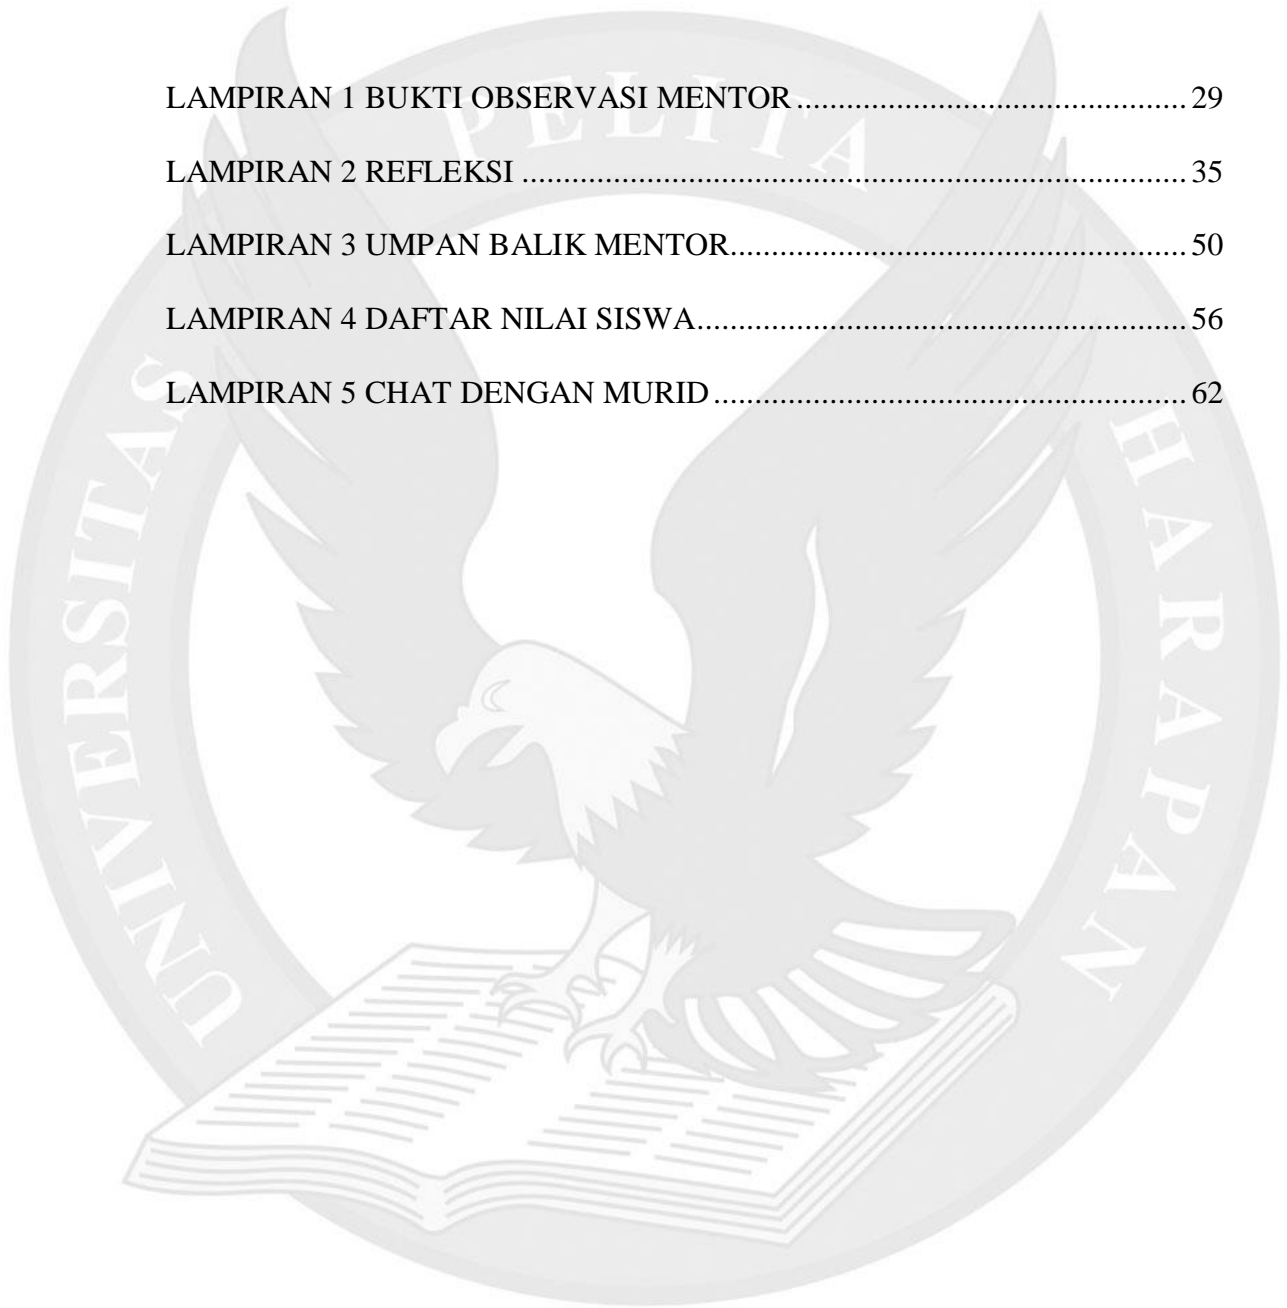 LAMPIRAN 1 BUKTI OBSERVASI MENTOR ................................................ 29
LAMPIRAN 2 REFLEKSI ................................................................................. 35
LAMPIRAN 3 UMPAN BALIK MENTOR........................................................ 50
LAMPIRAN 4 DAFTAR NILAI SISWA............................................................ 56
LAMPIRAN 5 CHAT DENGAN MURID .......................................................... 62
UNIVERSITAS PELITA HARAPAN